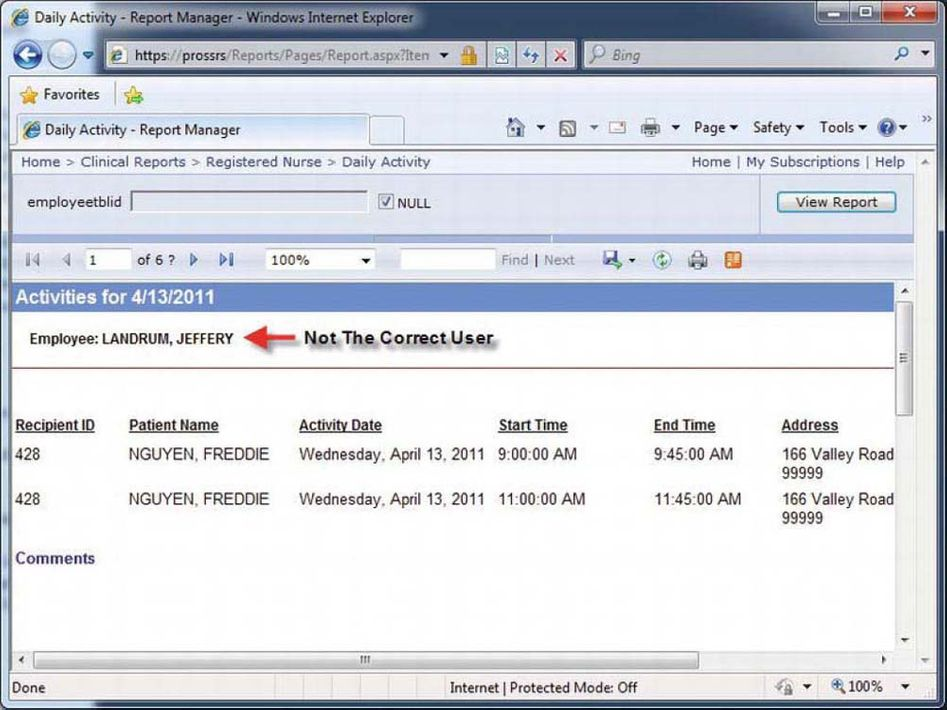 Daily Activity - Report Manager - Windows Internet Explorer
https://prossrs/Reports/Pages/Report.aspx?Iten
Bing
Favorites
Daily Activity - Report Manager
Page Safety Tools
Home > Clinical Reports > Registered Nurse > Daily Activity
Home | My Subscriptions | Help
employeetblid NULL View Report
1 of 6 ? 100% Find | Next
Activities for 4/13/2011
Employee: LANDRUM, JEFFERY Not The Correct User
Recipient ID Patient Name Activity Date Start Time End Time Address
428 NGUYEN, FREDDIE Wednesday, April 13, 2011 9:00:00 AM 9:45:00 AM 166 Valley Road
99999
428 NGUYEN, FREDDIE Wednesday, April 13, 2011 11:00:00 AM 11:45:00 AM 166 Valley Road
99999
Comments
Done Internet | Protected Mode: Off 100%